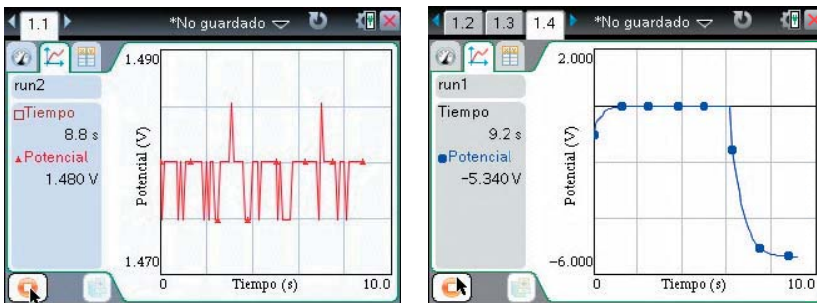 1.1
*No guardado
run2
Tiempo
8.8 s
Potencial
1.480 V
1.490
Potencial (V)
1.470
0
Tiempo (s)
10.0
1.2 1.3 1.4
*No guardado
run1
Tiempo
9.2 s
Potencial
-5.340 V
2.000
Potencial (V)
-6.000
0
Tiempo (s)
10.0